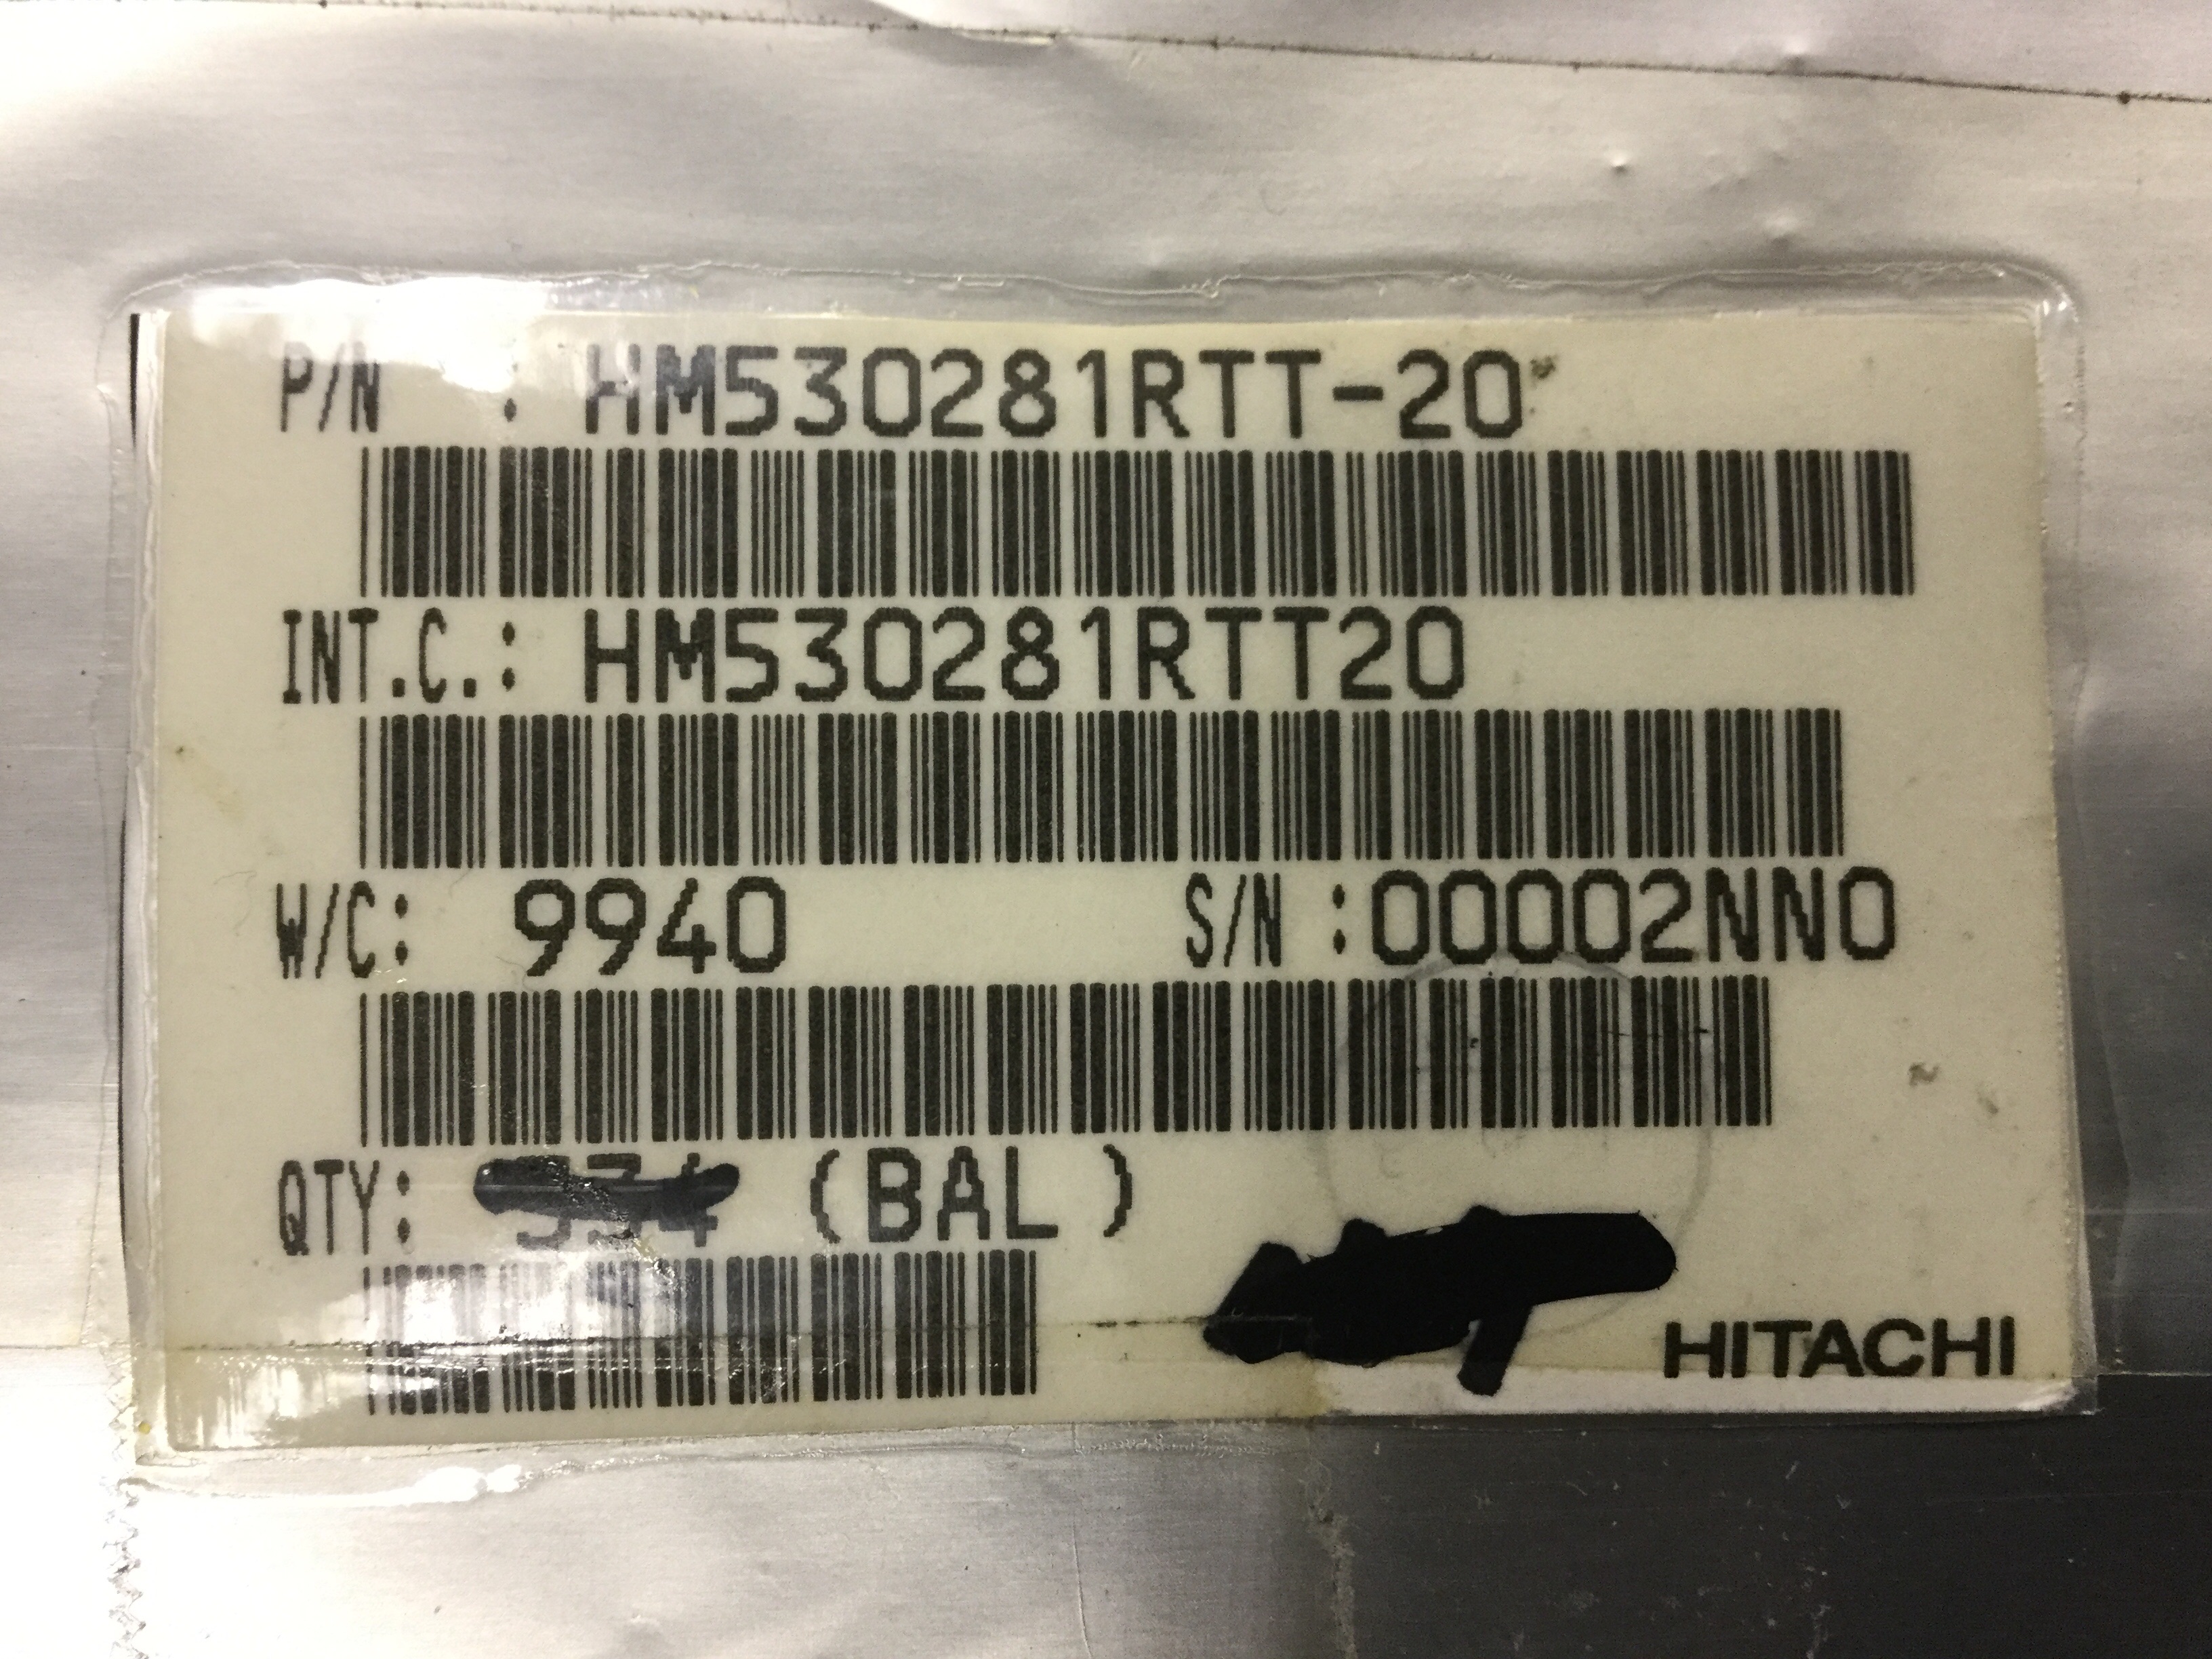 P/N : HM530281RTT-20
INT.C.: HM530281RTT20
W/C: 9940 S/N :00002NN0
QTY: (BAL )
HITACHI